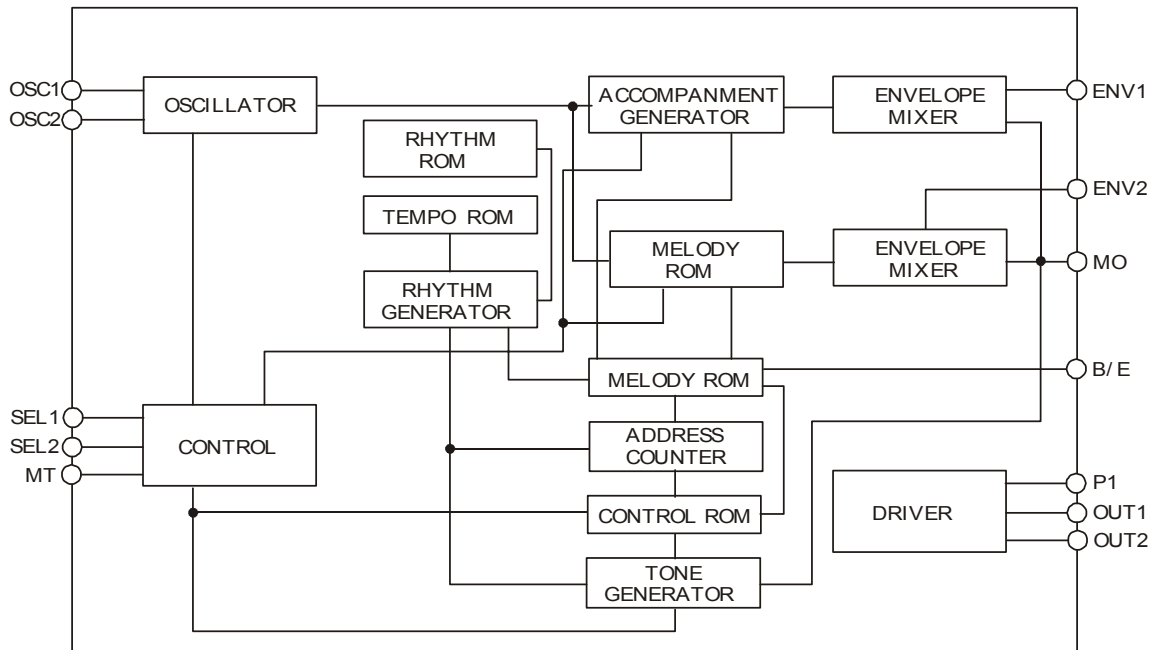 OSC1
OSC2
OSCILLATOR
ACCOMPANMENT
GENERATOR
ENVELOPE
MIXER
ENV1
RHYTHM
ROM
TEMPO ROM
ENV2
MELODY
ROM
ENVELOPE
MIXER
MO
RHYTHM
GENERATOR
MELODY ROM
B/E
SEL1
SEL2
MT
CONTROL
ADDRESS
COUNTER
CONTROL ROM
DRIVER
P1
OUT1
OUT2
TONE
GENERATOR